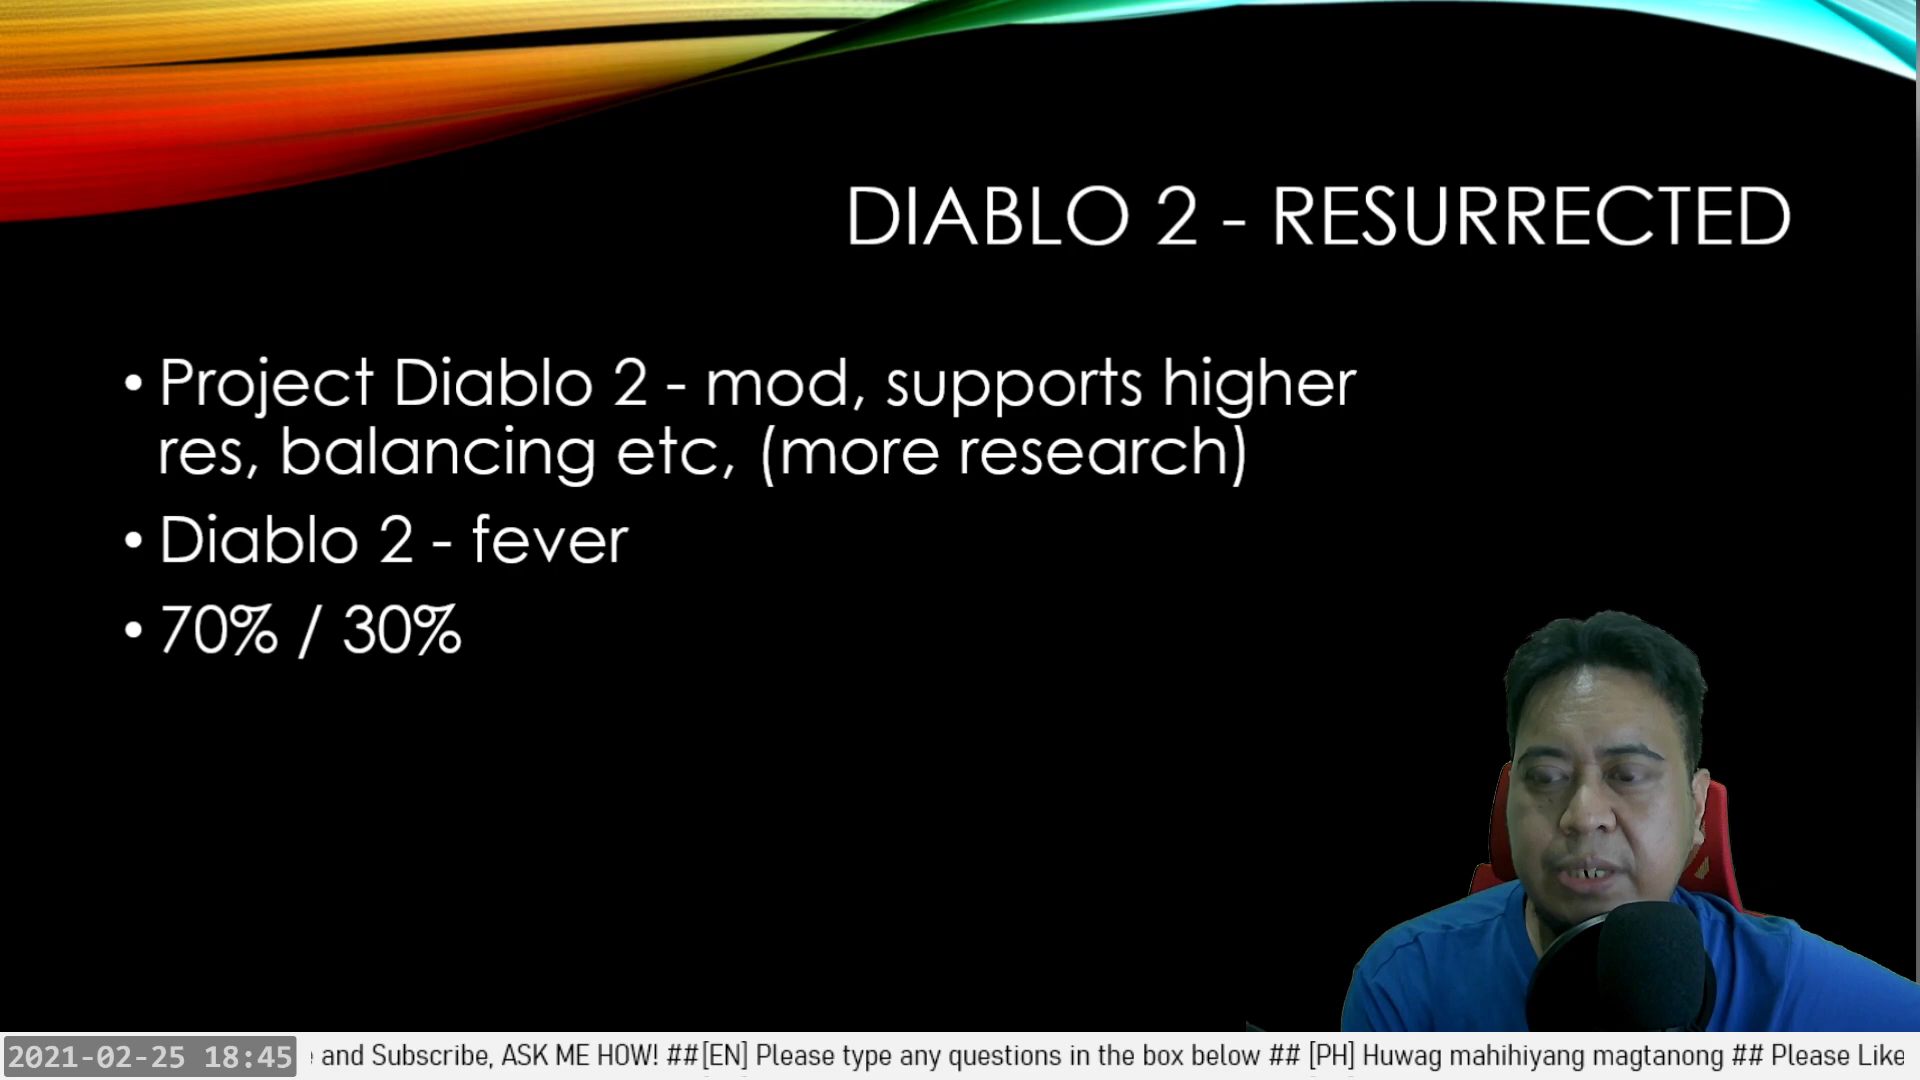 DIABLO 2 - RESURRECTED
• Project Diablo 2 - mod, supports higher
res, balancing etc, (more research)
• Diablo 2 - fever
• 70% / 30%
2021-02-25 18:45
and Subscribe, ASK ME HOW! ##[EN] Please type any questions in the box below ## [PH] Huwag mahihiyang magtanong ## Please Like